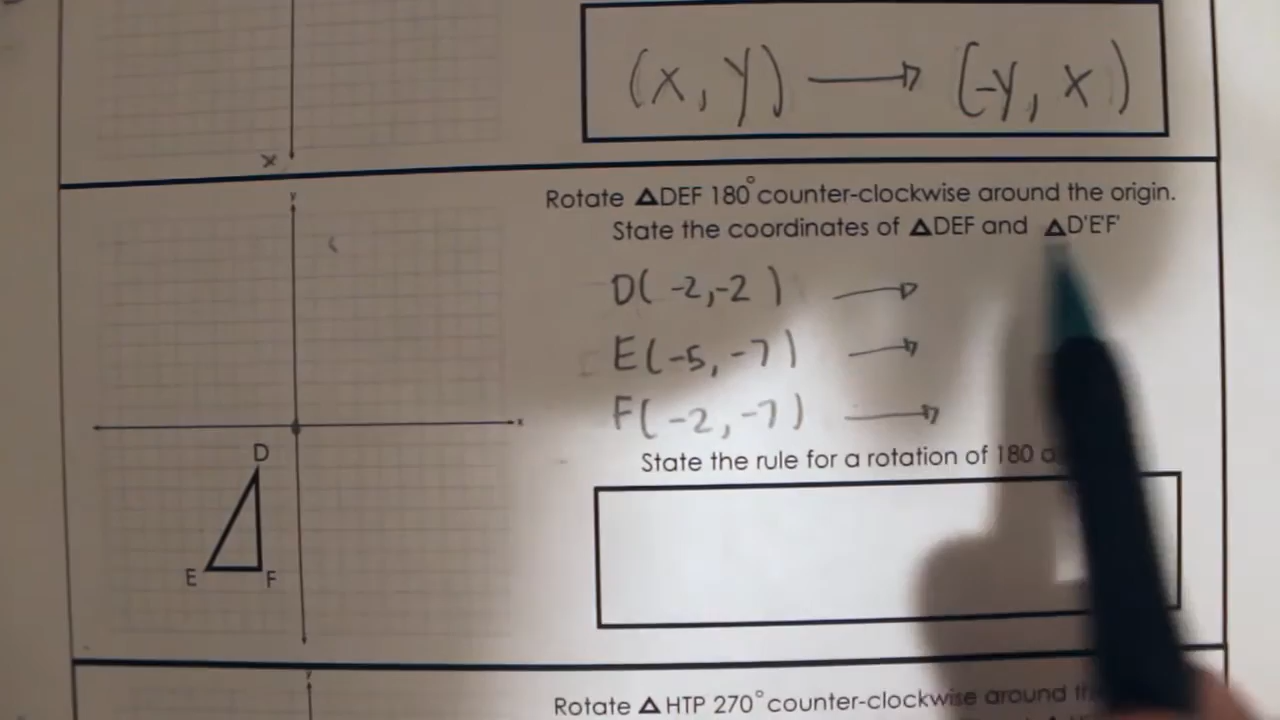 (x, y) → (-y, x)
x
y
Rotate △DEF 180° counter-clockwise around the origin.
State the coordinates of △DEF and △D'E'F'
D( -2,-2 ) →
E(-5, -7) →
F( -2, -7) →
x
D
State the rule for a rotation of 180
E F
y
Rotate △ HTP 270° counter-clockwise around